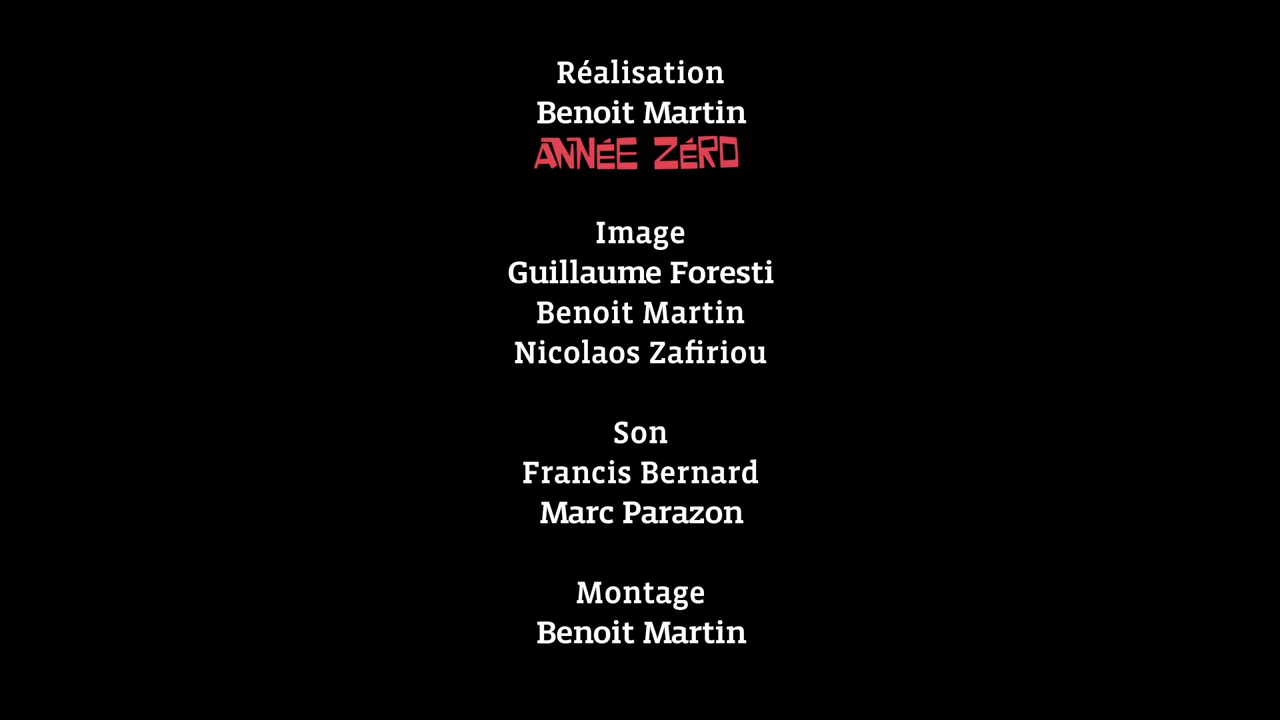 Réalisation
Benoit Martin
ANNÉE ZÉRO
Image
Guillaume Foresti
Benoit Martin
Nicolaos Zafiriou
Son
Francis Bernard
Marc Parazon
Montage
Benoit Martin